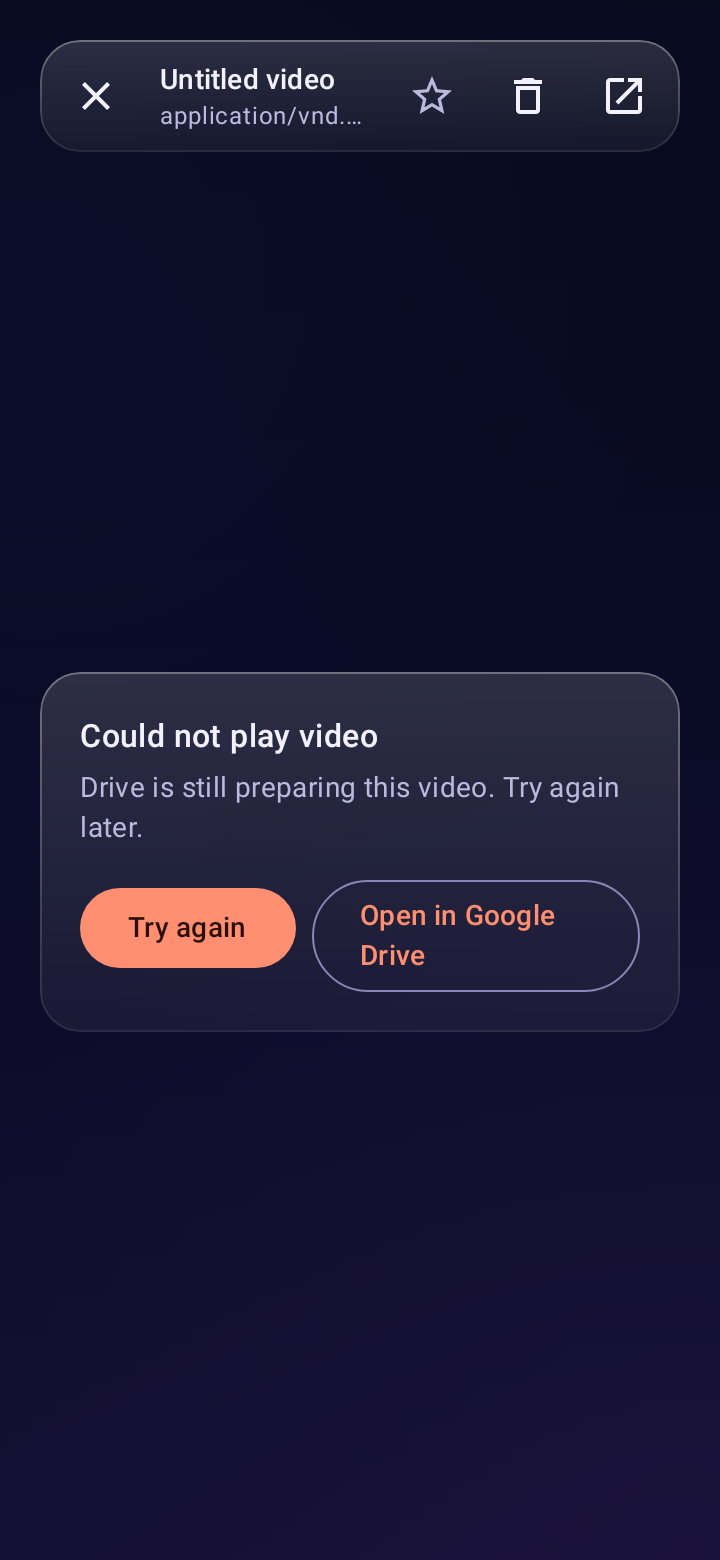 Untitled video
application/vnd.…
Could not play video
Drive is still preparing this video. Try again
later.
Try again
Open in Google
Drive